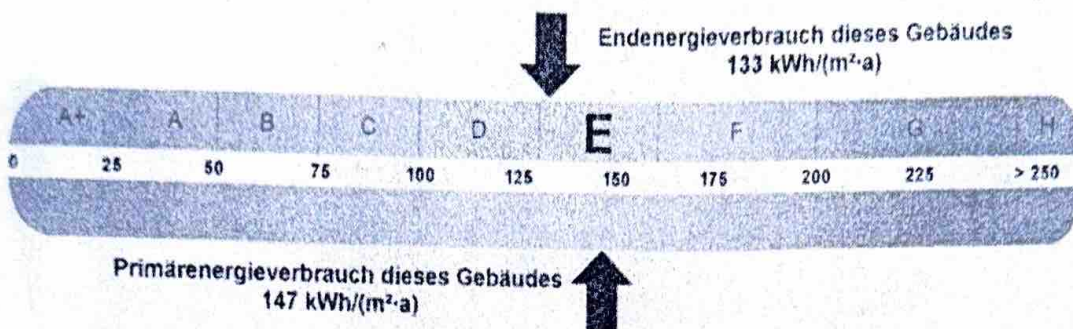 Endenergieverbrauch dieses Gebäudes
133 kWh/(m²·a)
A+ A B C D E F G H
0 25 50 75 100 125 150 175 200 225 > 250
Primärenergieverbrauch dieses Gebäudes
147 kWh/(m²·a)